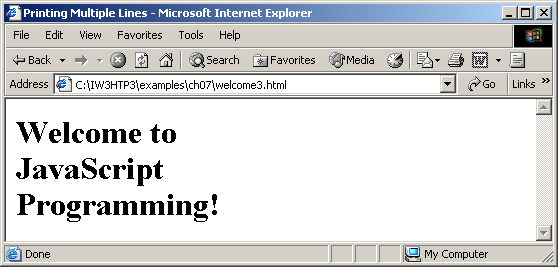 Printing Multiple Lines - Microsoft Internet Explorer
File Edit View Favorites Tools Help
Back Search Favorites Media
Address C:\IW3HTP3\examples\ch07\welcome3.html Go Links »
Welcome to
JavaScript
Programming!
Done My Computer